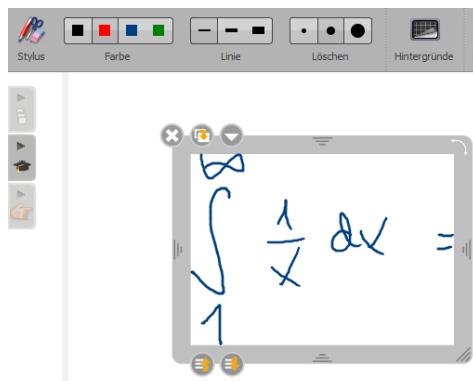 Stylus Farbe Linie Löschen Hintergründe
∞
∫ 1/x dx =
1